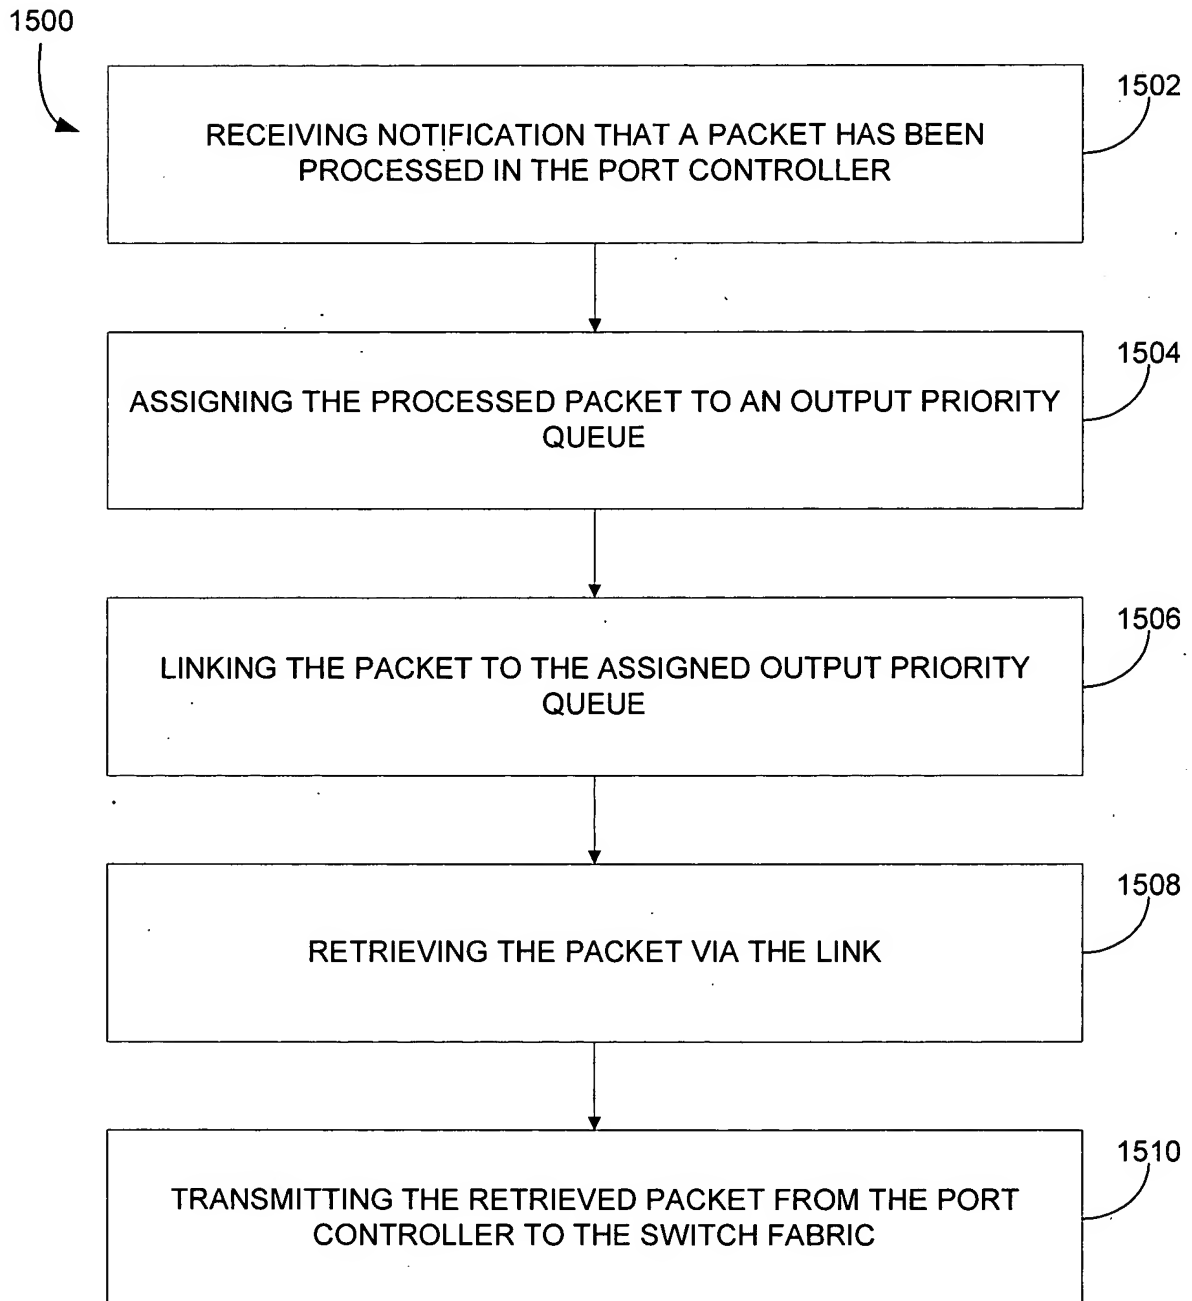 1500
1502
RECEIVING NOTIFICATION THAT A PACKET HAS BEEN
PROCESSED IN THE PORT CONTROLLER
1504
ASSIGNING THE PROCESSED PACKET TO AN OUTPUT PRIORITY
QUEUE
1506
LINKING THE PACKET TO THE ASSIGNED OUTPUT PRIORITY
QUEUE
1508
RETRIEVING THE PACKET VIA THE LINK
1510
TRANSMITTING THE RETRIEVED PACKET FROM THE PORT
CONTROLLER TO THE SWITCH FABRIC